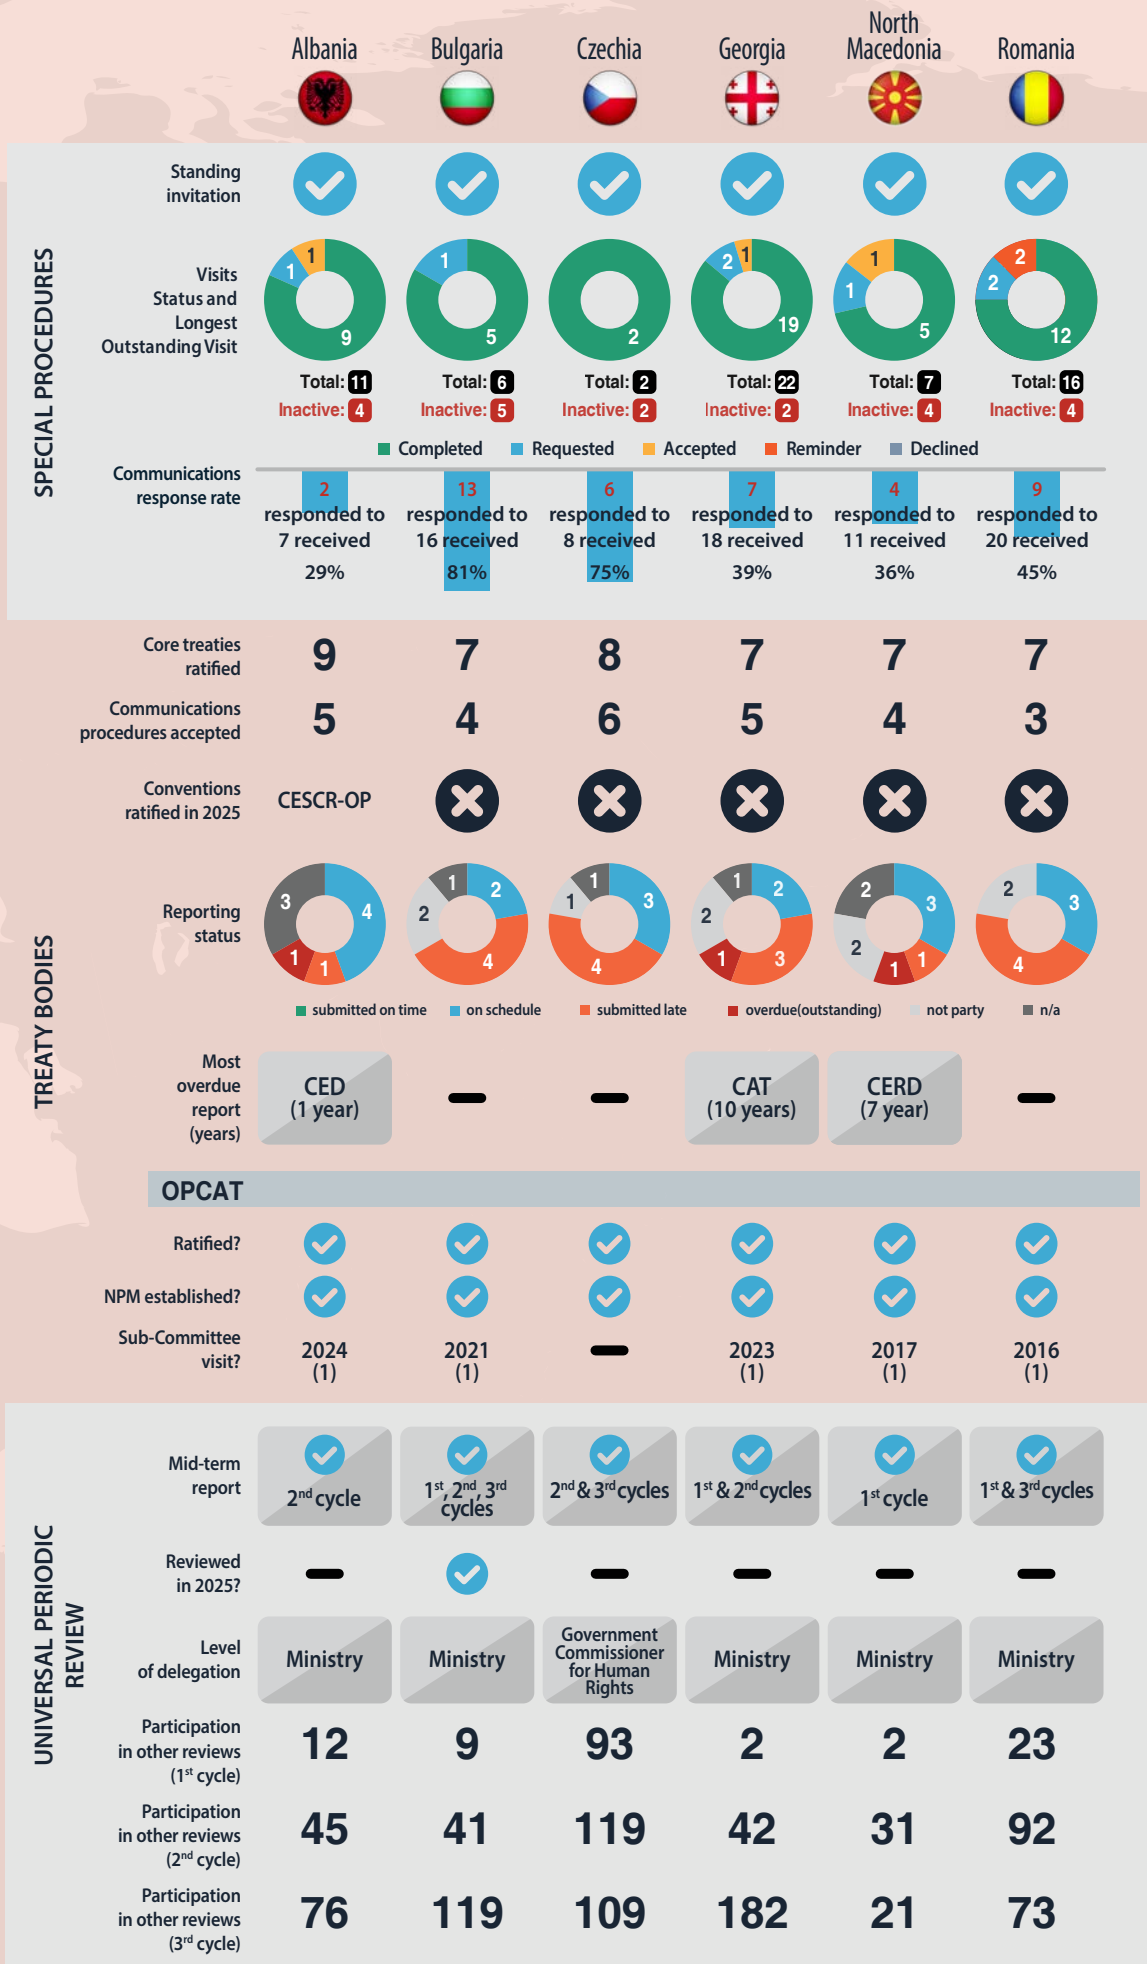 Albania
Bulgaria
Czechia
Georgia
North
Macedonia
Romania
SPECIAL PROCEDURES
Standing
invitation
Visits
Status and
Longest
Outstanding Visit
1 1 9
1 5
2
2 1 19
1 1 5
2 2 12
Total: 11 Total: 6 Total: 2 Total: 22 Total: 7 Total: 16
Inactive: 4 Inactive: 5 Inactive: 2 Inactive: 2 Inactive: 4 Inactive: 4
Completed Requested Accepted Reminder Declined
Communications
response rate
2 13 6 7 4 9
responded to responded to responded to responded to responded to responded to
7 received 16 received 8 received 18 received 11 received 20 received
29% 81% 75% 39% 36% 45%
TREATY BODIES
Core treaties
ratified
9 7 8 7 7 7
Communications
procedures accepted
5 4 6 5 4 3
Conventions
ratified in 2025
CESCR-OP
Reporting
status
3 4 1 1
1 2 2 4
1 3 1 4
1 2 2 1 3
2 3 2 1 1
2 3 4
submitted on time on schedule submitted late overdue(outstanding) not party n/a
Most
overdue
report
(years)
CED
(1 year)
CAT
(10 years)
CERD
(7 year)
OPCAT
Ratified?
NPM established?
Sub-Committee
visit?
2024 2021 2023 2017 2016
(1) (1) (1) (1) (1)
UNIVERSAL PERIODIC
REVIEW
Mid-term
report
2nd cycle
1st, 2nd, 3rd
cycles
2nd & 3rd cycles
1st & 2nd cycles
1st cycle
1st & 3rd cycles
Reviewed
in 2025?
Level
of delegation
Ministry
Ministry
Government
Commissioner
for Human
Rights
Ministry
Ministry
Ministry
Participation
in other reviews
(1st cycle)
12 9 93 2 2 23
Participation
in other reviews
(2nd cycle)
45 41 119 42 31 92
Participation
in other reviews
(3rd cycle)
76 119 109 182 21 73